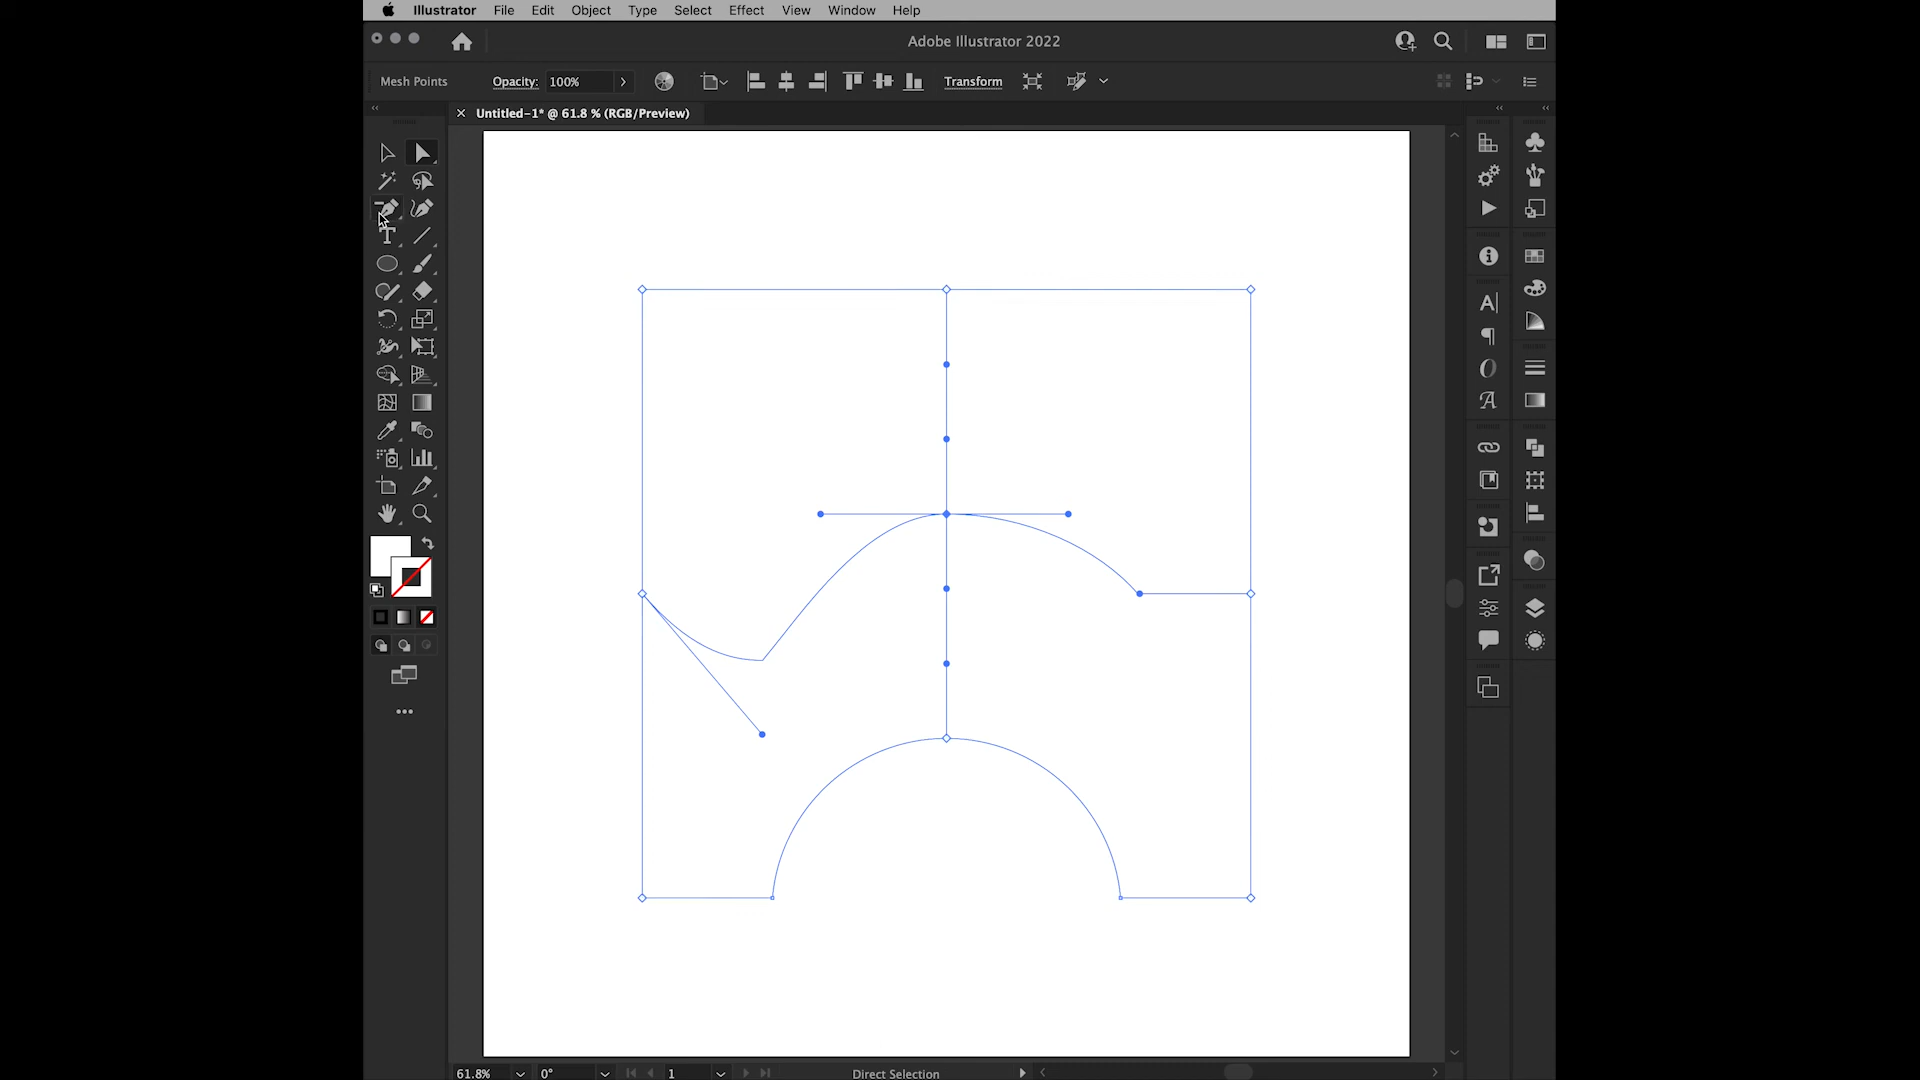 Illustrator File Edit Object Type Select Effect View Window Help
Adobe Illustrator 2022
Mesh Points Opacity: 100% Transform
Untitled-1* @ 61.8 % (RGB/Preview)
61.8% 0° 1 Direct Selection